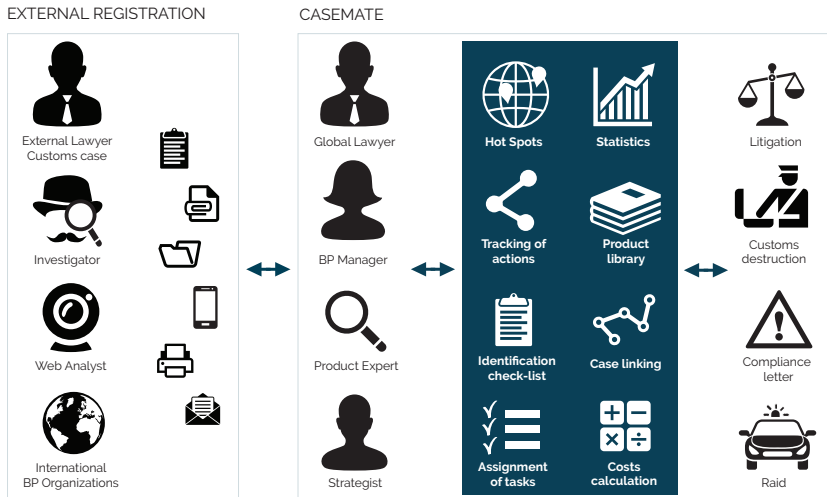 EXTERNAL REGISTRATION
External Lawyer
Customs case
Investigator
Web Analyst
International
BP Organizations
CASEMATE
Global Lawyer
BP Manager
Product Expert
Strategist
Hot Spots
Statistics
Tracking of
actions
Product
library
Identification
check-list
Case linking
Assignment
of tasks
Costs
calculation
Litigation
Customs
destruction
Compliance
letter
Raid